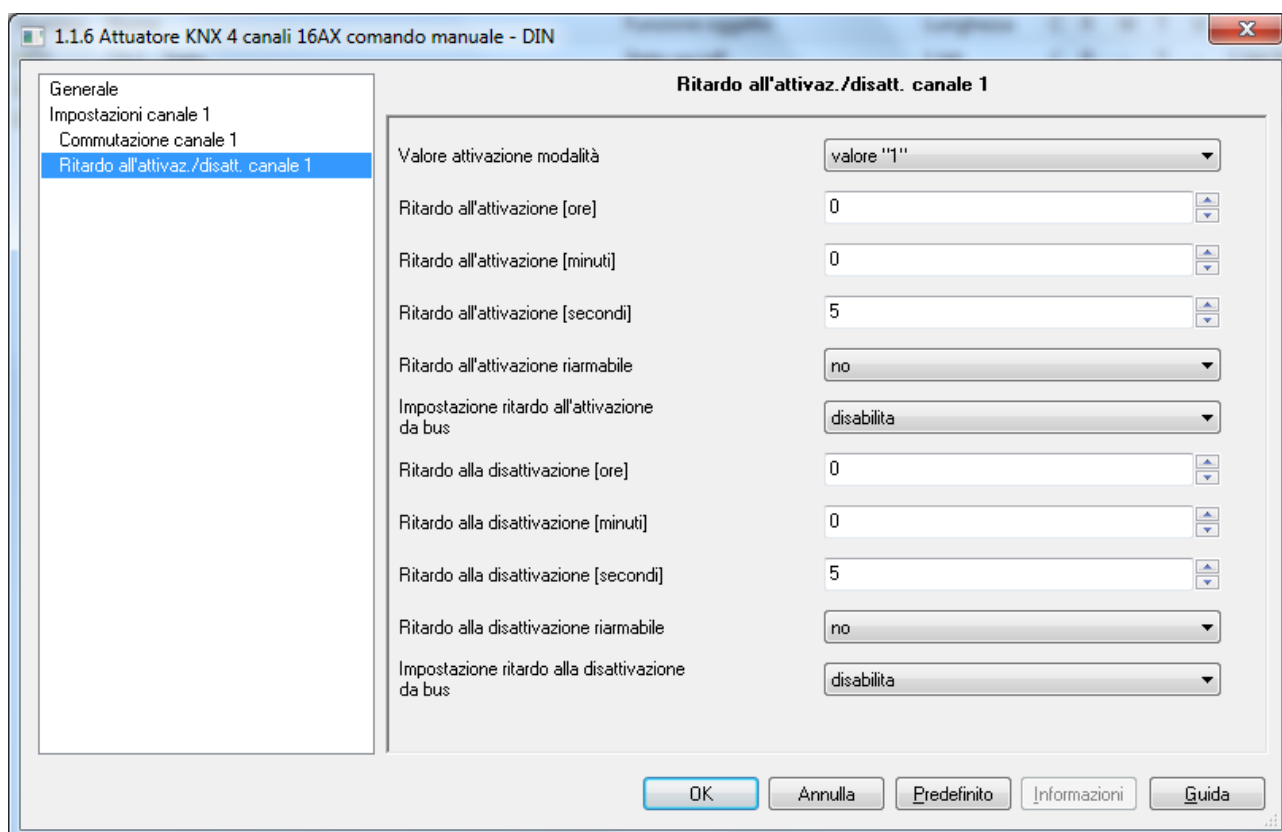 1.1.6 Attuatore KNX 4 canali 16AX comando manuale - DIN
Generale
Impostazioni canale 1
Commutazione canale 1
Ritardo all'attivaz./disatt. canale 1
Ritardo all'attivaz./disatt. canale 1
Valore attivazione modalità valore "1"
Ritardo all'attivazione [ore] 0
Ritardo all'attivazione [minuti] 0
Ritardo all'attivazione [secondi] 5
Ritardo all'attivazione riarmabile no
Impostazione ritardo all'attivazione
da bus disabilita
Ritardo alla disattivazione [ore] 0
Ritardo alla disattivazione [minuti] 0
Ritardo alla disattivazione [secondi] 5
Ritardo alla disattivazione riarmabile no
Impostazione ritardo alla disattivazione
da bus disabilita
OK Annulla Predefinito Informazioni Guida